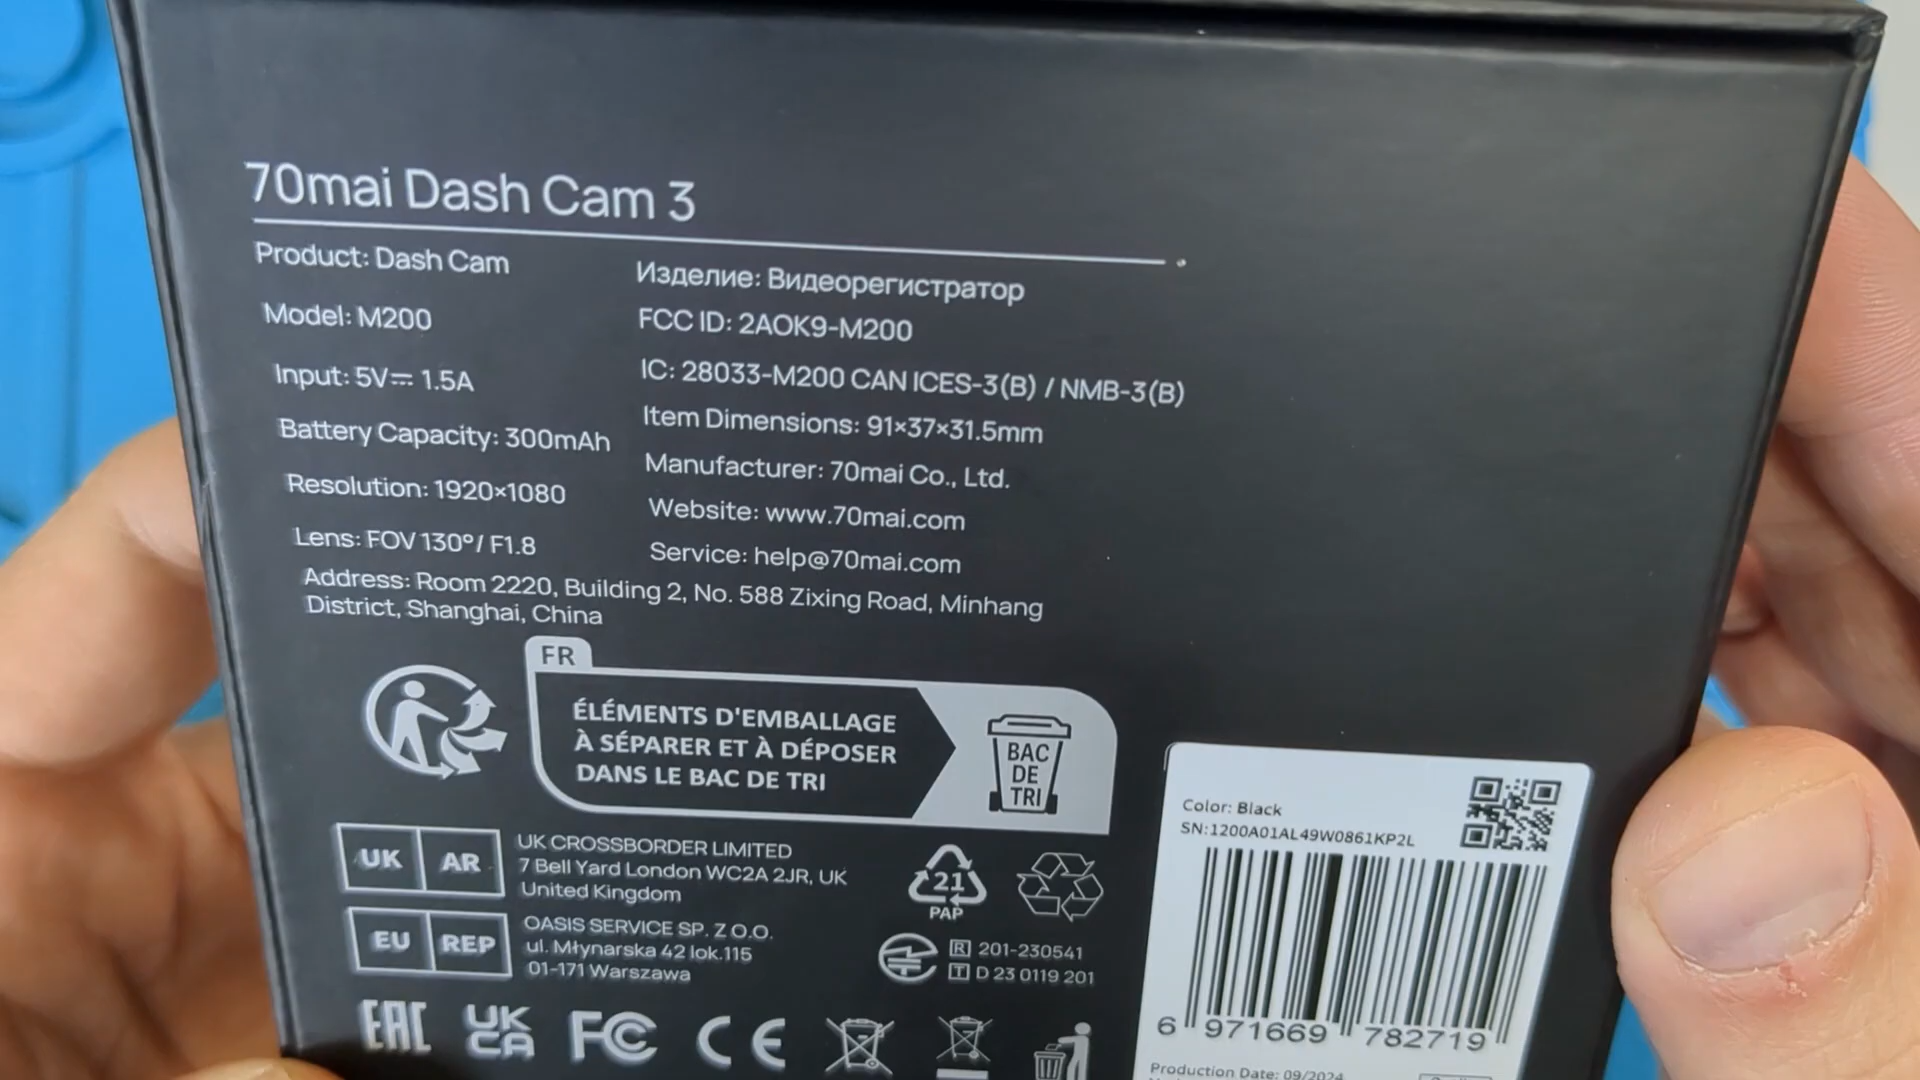 70mai Dash Cam 3
Product: Dash Cam
Model: M200
Input: 5V⎓ 1.5A
Battery Capacity: 300mAh
Resolution: 1920×1080
Lens: FOV 130°/ F1.8
Изделие: Видеорегистратор
FCC ID: 2AOK9-M200
IC: 28033-M200 CAN ICES-3(B) / NMB-3(B)
Item Dimensions: 91×37×31.5mm
Manufacturer: 70mai Co., Ltd.
Website: www.70mai.com
Service: help@70mai.com
Address: Room 2220, Building 2, No. 588 Zixing Road, Minhang
District, Shanghai, China
FR
ÉLÉMENTS D'EMBALLAGE
À SÉPARER ET À DÉPOSER
DANS LE BAC DE TRI
BAC
DE
TRI
UK AR
UK CROSSBORDER LIMITED
7 Bell Yard London WC2A 2JR, UK
United Kingdom
EU REP
OASIS SERVICE SP. Z O.O.
ul. Młynarska 42 lok.115
01-171 Warszawa
21
PAP
R 201-230541
T D 23 0119 201
EAC
UK
CA
FC
CE
Color: Black
SN:1200A01AL49W0861KP2L
6 971669 782719
Production Date: 09/2024